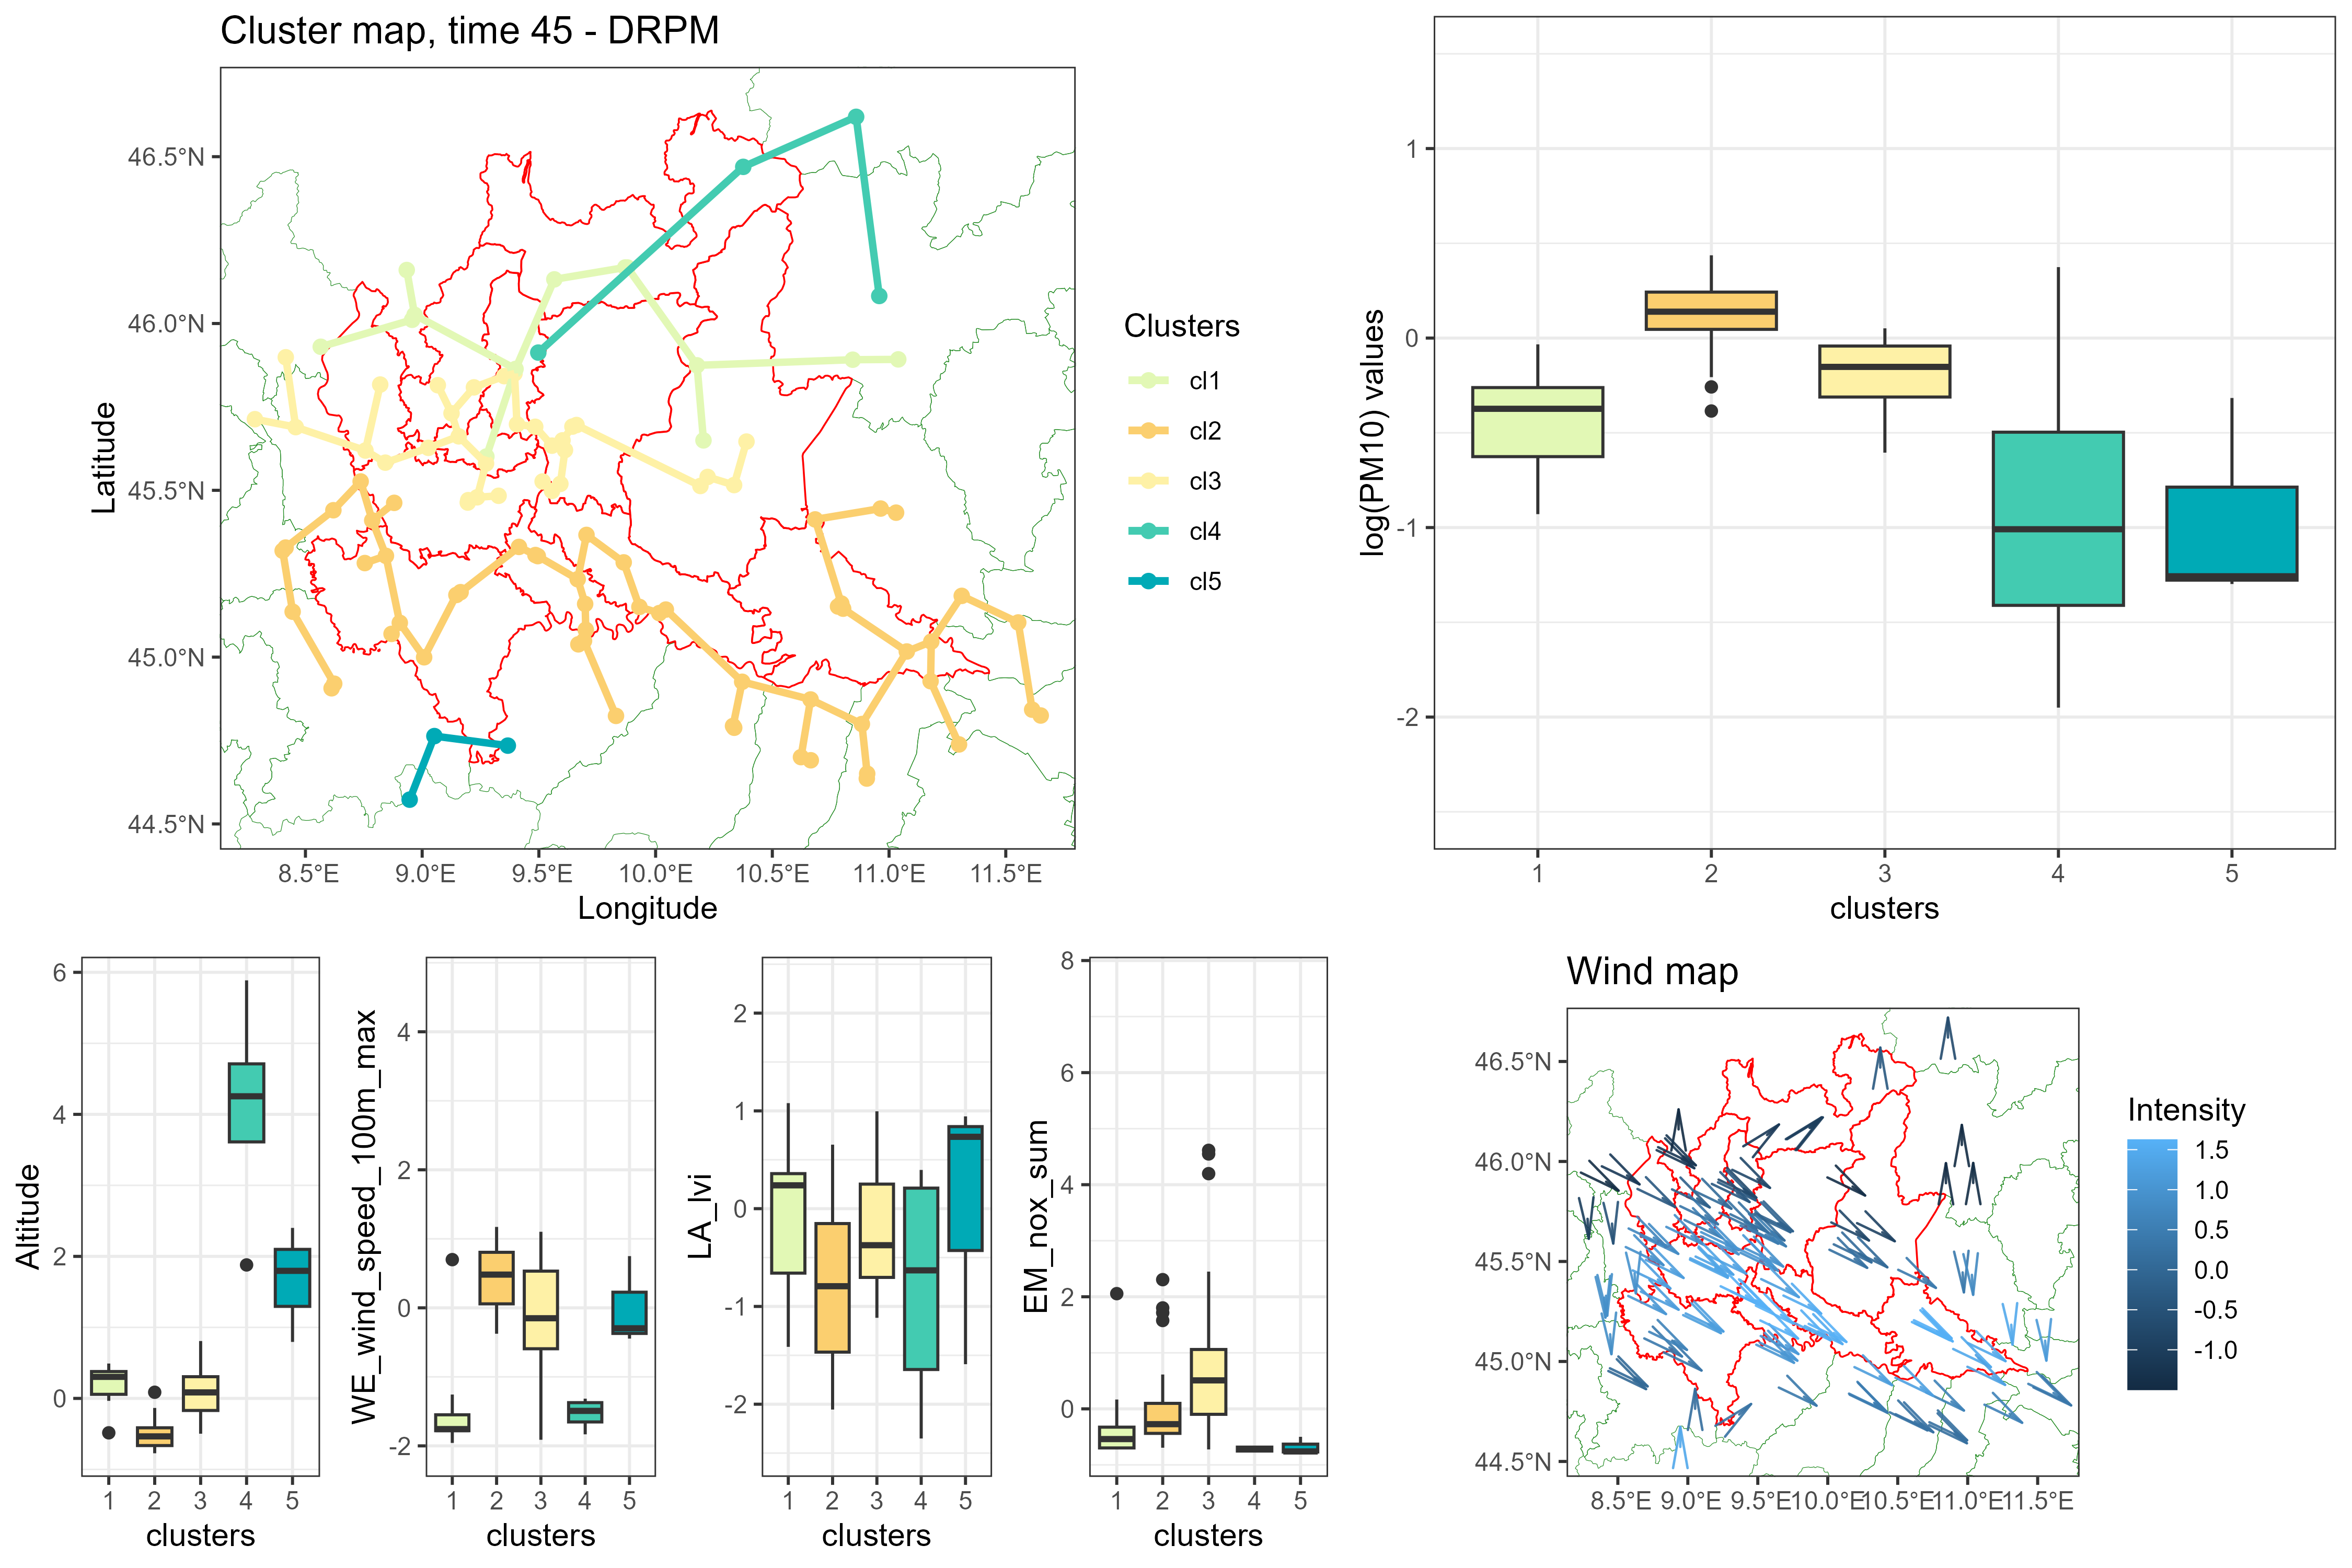 Cluster map, time 45 - DRPM
46.5°N
46.0°N
45.5°N
45.0°N
44.5°N
Latitude
8.5°E 9.0°E 9.5°E 10.0°E 10.5°E 11.0°E 11.5°E
Longitude
Clusters
cl1
cl2
cl3
cl4
cl5
1
0
-1
-2
log(PM10) values
1 2 3 4 5
clusters
6
4
2
0
Altitude
1 2 3 4 5
clusters
4
2
0
-2
WE_wind_speed_100m_max
1 2 3 4 5
clusters
2
1
0
-1
-2
LA_lvi
1 2 3 4 5
clusters
8
6
4
2
0
EM_nox_sum
1 2 3 4 5
clusters
Wind map
46.5°N
46.0°N
45.5°N
45.0°N
44.5°N
8.5°E 9.0°E 9.5°E 10.0°E 10.5°E 11.0°E 11.5°E
Intensity
1.5
1.0
0.5
0.0
-0.5
-1.0